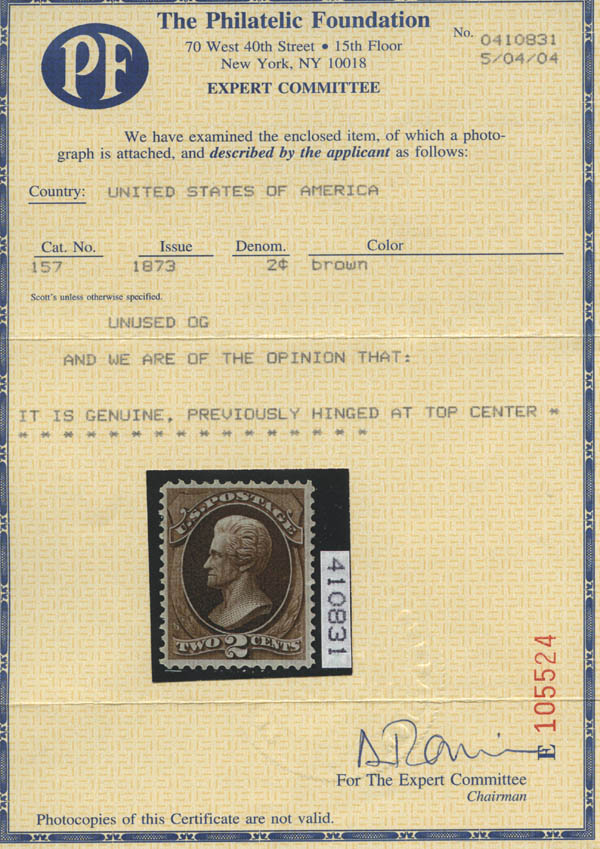 PF
The Philatelic Foundation
70 West 40th Street • 15th Floor
New York, NY 10018
EXPERT COMMITTEE
No. 0410831
5/04/04
We have examined the enclosed item, of which a photo-
graph is attached, and described by the applicant as follows:
Country: UNITED STATES OF AMERICA
Cat. No. Issue Denom. Color
157 1873 2¢ brown
Scott's unless otherwise specified.
UNUSED OG
AND WE ARE OF THE OPINION THAT:
IT IS GENUINE, PREVIOUSLY HINGED AT TOP CENTER *
* * * * * * * * * * * * * * * *
U.S. POSTAGE
TWO 2 CENTS
410831
E 105524
For The Expert Committee
Chairman
Photocopies of this Certificate are not valid.